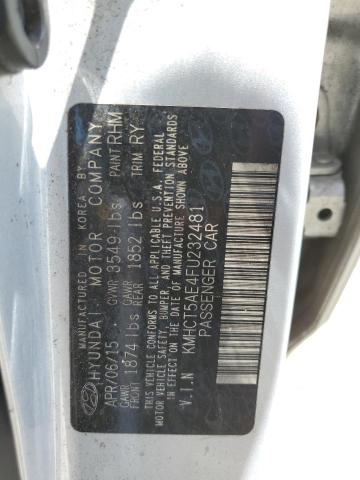 MANUFACTURED IN KOREA BY
HYUNDAI MOTOR COMPANY
APR/06/15 GVWR 3549 lbs PAINT RHM
GAWR FRONT 1874 lbs GAWR REAR 1852 lbs TRIM RY
THIS VEHICLE CONFORMS TO ALL APPLICABLE U.S.A. FEDERAL
MOTOR VEHICLE SAFETY, BUMPER, AND THEFT PREVENTION STANDARDS
IN EFFECT ON THE DATE OF MANUFACTURE SHOWN ABOVE
V.I.N KMHCT5AE4FU232481
PASSENGER CAR